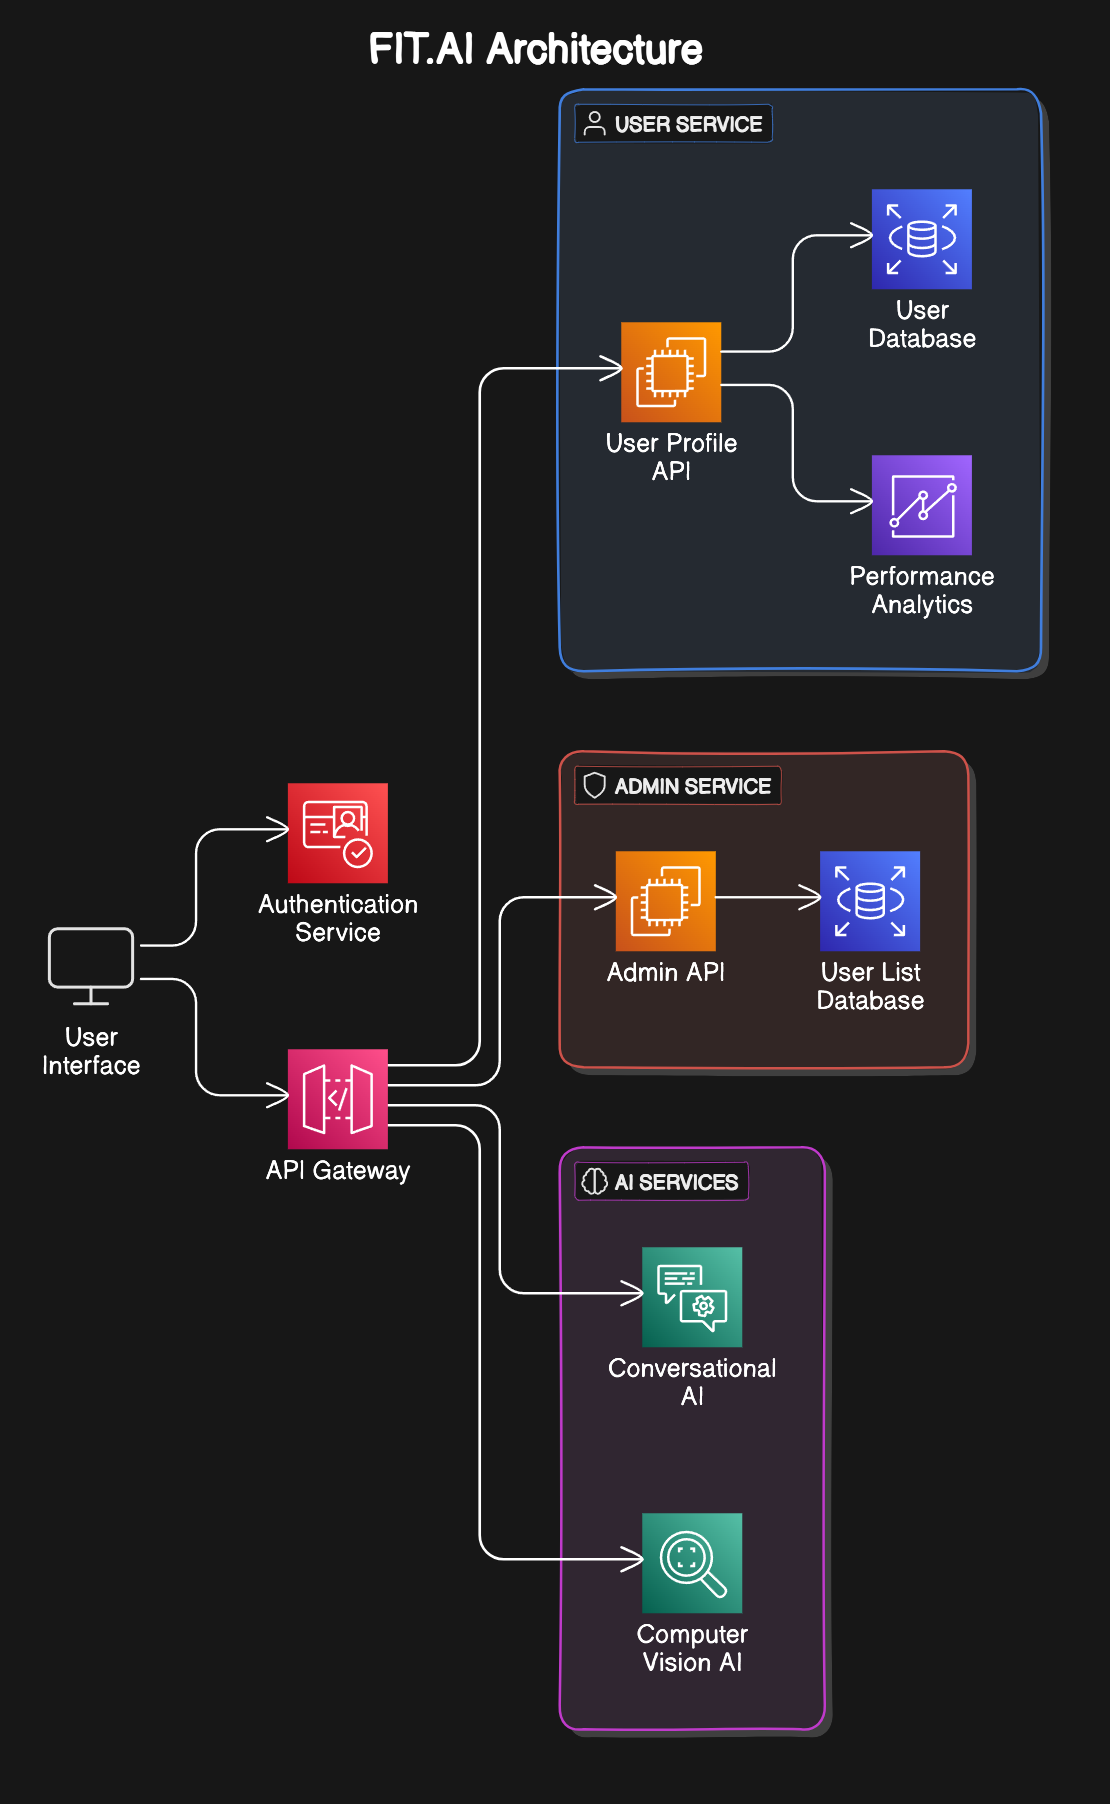 FIT.AI Architecture
USER SERVICE
User
Database
User Profile
API
Performance
Analytics
ADMIN SERVICE
Authentication
Service
Admin API
User List
Database
User
Interface
API Gateway
AI SERVICES
Conversational
AI
Computer
Vision AI